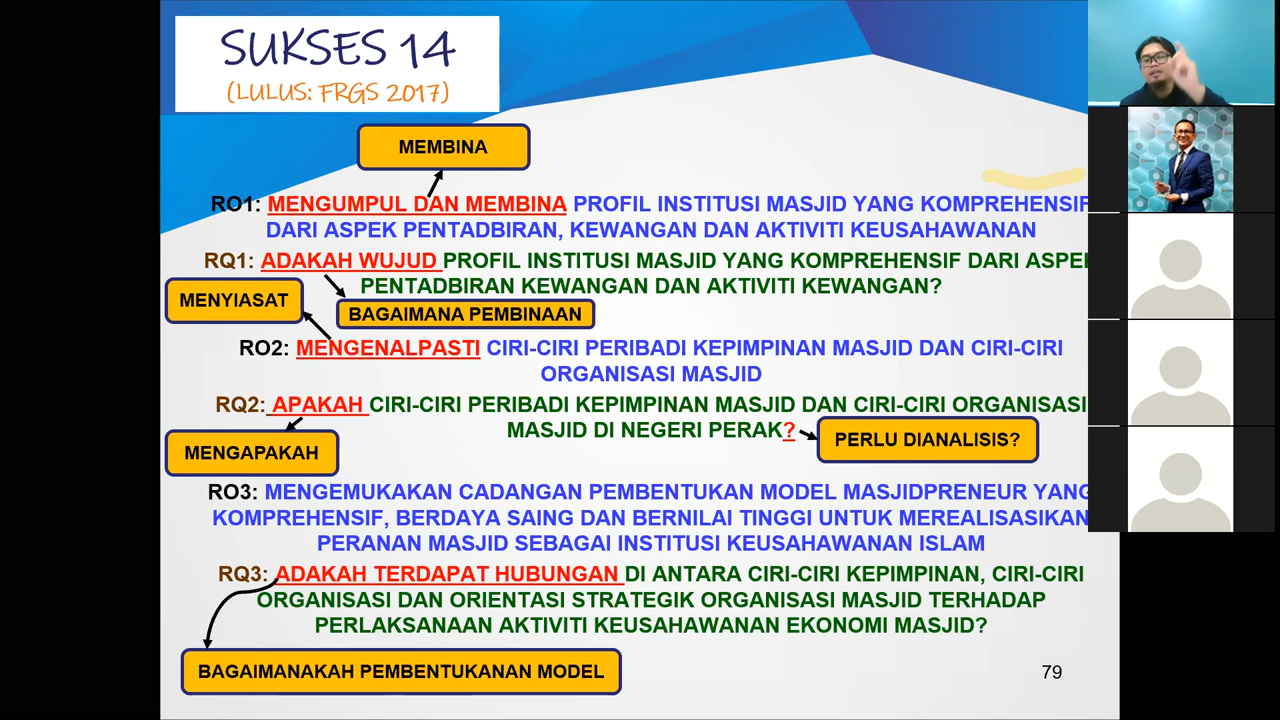 SUKSES 14
(LULUS: FRGS 2017)
MEMBINA
RO1: MENGUMPUL DAN MEMBINA PROFIL INSTITUSI MASJID YANG KOMPREHENSIF
DARI ASPEK PENTADBIRAN, KEWANGAN DAN AKTIVITI KEUSAHAWANAN
RQ1: ADAKAH WUJUD PROFIL INSTITUSI MASJID YANG KOMPREHENSIF DARI ASPEK
PENTADBIRAN KEWANGAN DAN AKTIVITI KEWANGAN?
MENYIASAT
BAGAIMANA PEMBINAAN
RO2: MENGENALPASTI CIRI-CIRI PERIBADI KEPIMPINAN MASJID DAN CIRI-CIRI
ORGANISASI MASJID
RQ2: APAKAH CIRI-CIRI PERIBADI KEPIMPINAN MASJID DAN CIRI-CIRI ORGANISASI
MASJID DI NEGERI PERAK?
PERLU DIANALISIS?
MENGAPAKAH
RO3: MENGEMUKAKAN CADANGAN PEMBENTUKAN MODEL MASJIDPRENEUR YANG
KOMPREHENSIF, BERDAYA SAING DAN BERNILAI TINGGI UNTUK MEREALISASIKAN
PERANAN MASJID SEBAGAI INSTITUSI KEUSAHAWANAN ISLAM
RQ3: ADAKAH TERDAPAT HUBUNGAN DI ANTARA CIRI-CIRI KEPIMPINAN, CIRI-CIRI
ORGANISASI DAN ORIENTASI STRATEGIK ORGANISASI MASJID TERHADAP
PERLAKSANAAN AKTIVITI KEUSAHAWANAN EKONOMI MASJID?
BAGAIMANAKAH PEMBENTUKANAN MODEL
79